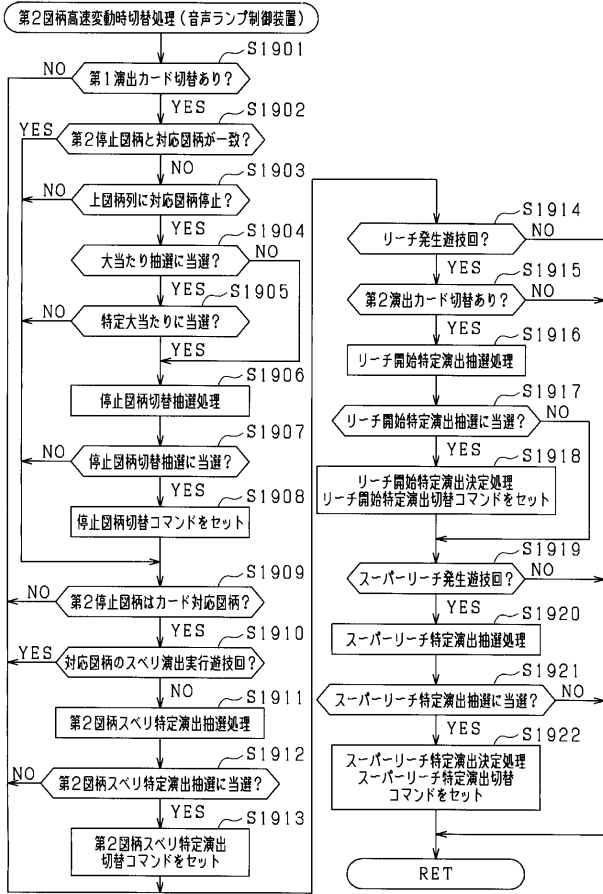 第2図柄高速変動時切替処理(音声ランプ制御装置)
S1901
第1演出カード切替あり?
NO
YES
S1902
第2停止図柄と対応図柄が一致?
YES
NO
S1903
上図柄列に対応図柄停止?
NO
YES
S1904
大当たり抽選に当選?
NO
YES
S1905
特定大当たりに当選?
NO
YES
S1906
停止図柄切替抽選処理
S1907
停止図柄切替抽選に当選?
NO
YES
S1908
停止図柄切替コマンドをセット
S1909
第2停止図柄はカード対応図柄?
NO
YES
S1910
対応図柄のスベリ演出実行遊技回?
YES
NO
S1911
第2図柄スベリ特定演出抽選処理
S1912
第2図柄スベリ特定演出抽選に当選?
NO
YES
S1913
第2図柄スベリ特定演出
切替コマンドをセット
S1914
リーチ発生遊技回?
NO
YES
S1915
第2演出カード切替あり?
NO
YES
S1916
リーチ開始特定演出抽選処理
S1917
リーチ開始特定演出抽選に当選?
NO
YES
S1918
リーチ開始特定演出決定処理
リーチ開始特定演出切替コマンドをセット
S1919
スーパーリーチ発生遊技回?
NO
YES
S1920
スーパーリーチ特定演出抽選処理
S1921
スーパーリーチ特定演出抽選に当選?
NO
YES
S1922
スーパーリーチ特定演出決定処理
スーパーリーチ特定演出切替
コマンドをセット
RET